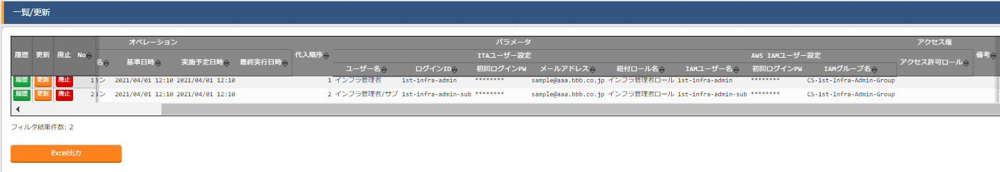 一覧/更新
オペレーション パラメータ アクセス権
履歴 更新 廃止 No 代入順序 ITAユーザー設定 AWS IAMユーザー設定 アクセス許可ロール 備考
名 基準日時 実施予定日時 最終実行日時 ユーザー名 ログインID 初回ログインPW メールアドレス 紐付ロール名 IAMユーザー名 初回ログインPW IAMグループ名
履歴 更新 廃止 1 ン 2021/04/01 12:10 2021/04/01 12:10 1 インフラ管理者 1st-infra-admin ******** sample@aaa.bbb.co.jp インフラ管理者ロール 1st-infra-admin ******** CS-1st-Infra-Admin-Group
履歴 更新 廃止 2 ン 2021/04/01 12:10 2021/04/01 12:10 2 インフラ管理者/サブ 1st-infra-admin-sub ******** sample@aaa.bbb.co.jp インフラ管理者ロール 1st-infra-admin-sub ******** CS-1st-Infra-Admin-Group
フィルタ結果件数: 2
Excel出力